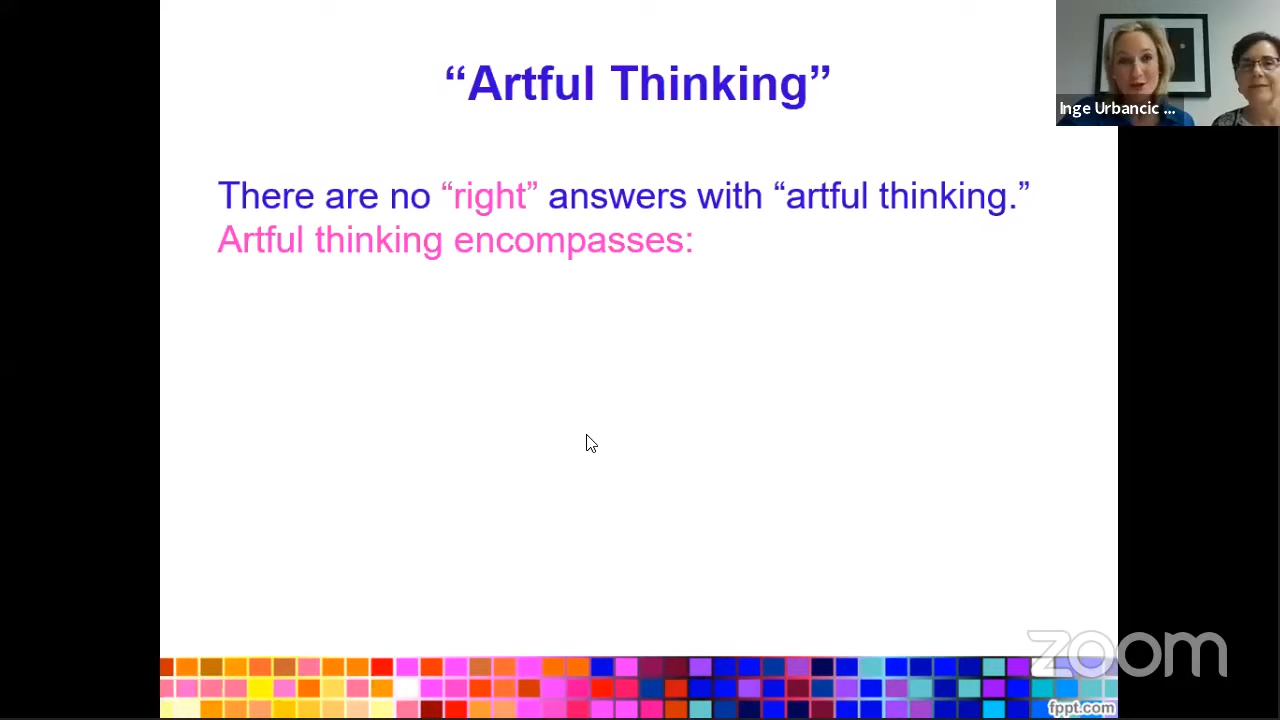 “Artful Thinking”
Inge Urbancic ...
There are no “right” answers with “artful thinking.”
Artful thinking encompasses:
zoom
fppt.com